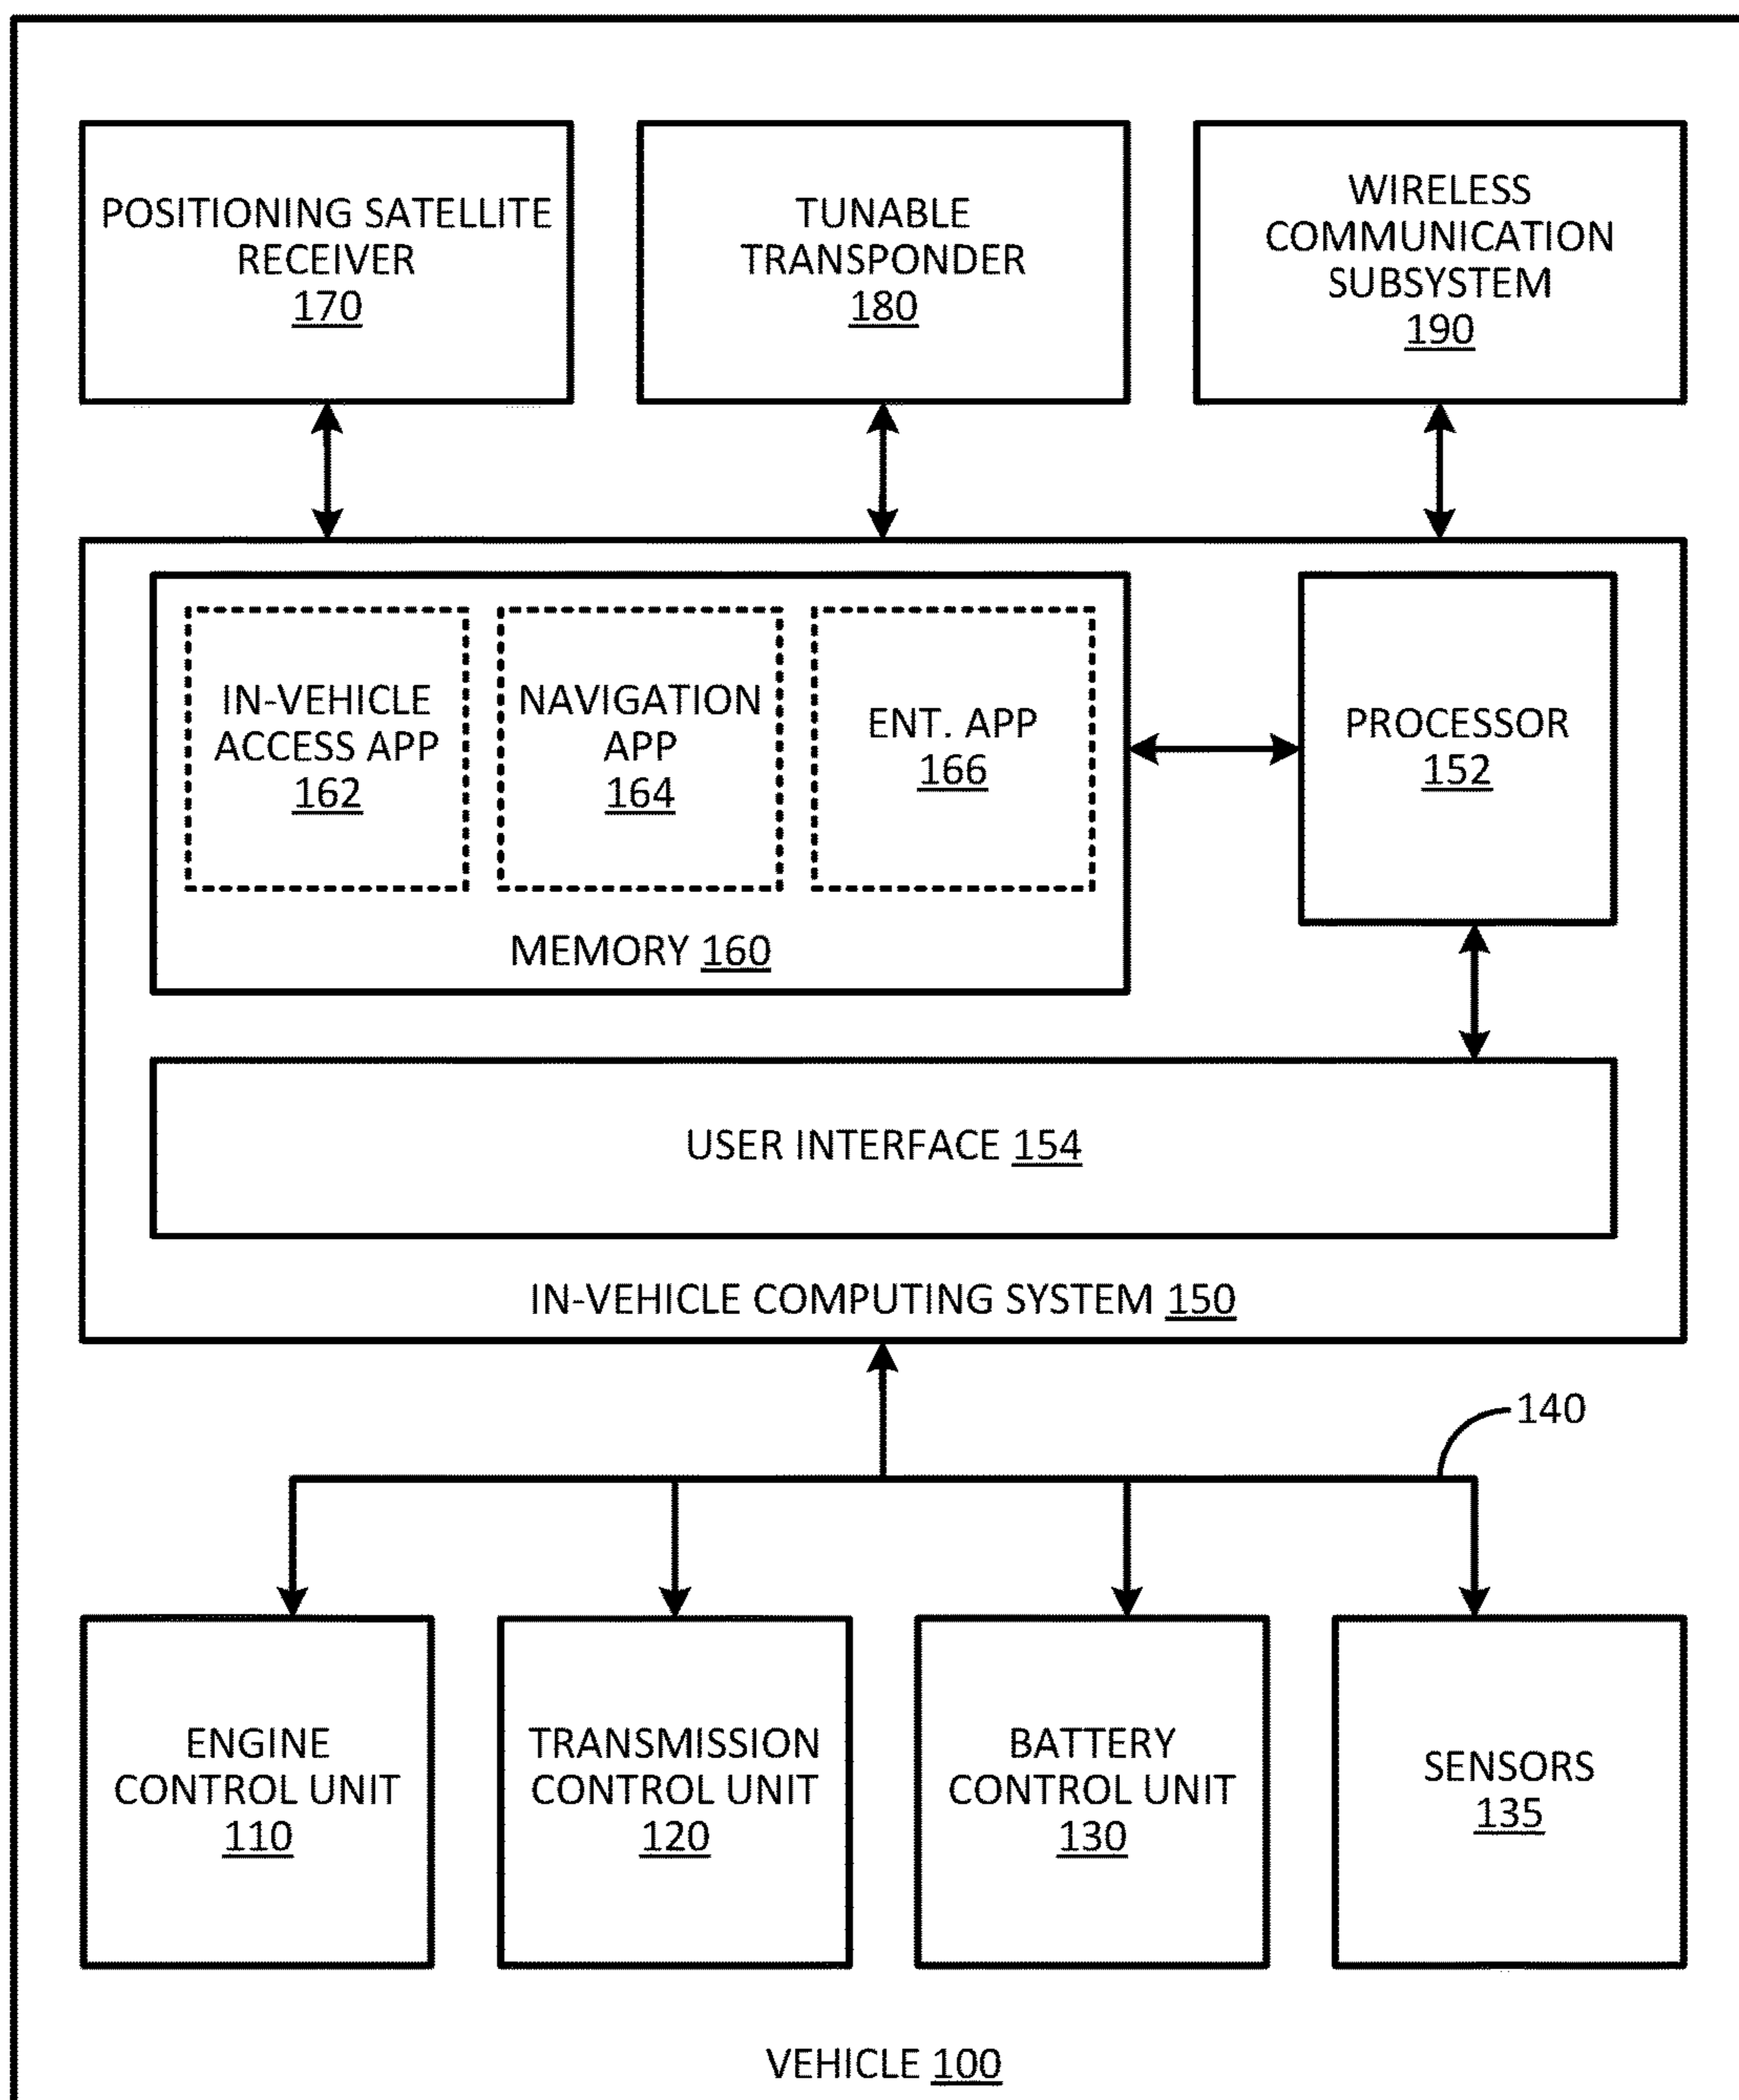 POSITIONING SATELLITE
RECEIVER
170
TUNABLE
TRANSPONDER
180
WIRELESS
COMMUNICATION
SUBSYSTEM
190
IN-VEHICLE
ACCESS APP
162
NAVIGATION
APP
164
ENT. APP
166
MEMORY 160
PROCESSOR
152
USER INTERFACE 154
IN-VEHICLE COMPUTING SYSTEM 150
140
ENGINE
CONTROL UNIT
110
TRANSMISSION
CONTROL UNIT
120
BATTERY
CONTROL UNIT
130
SENSORS
135
VEHICLE 100